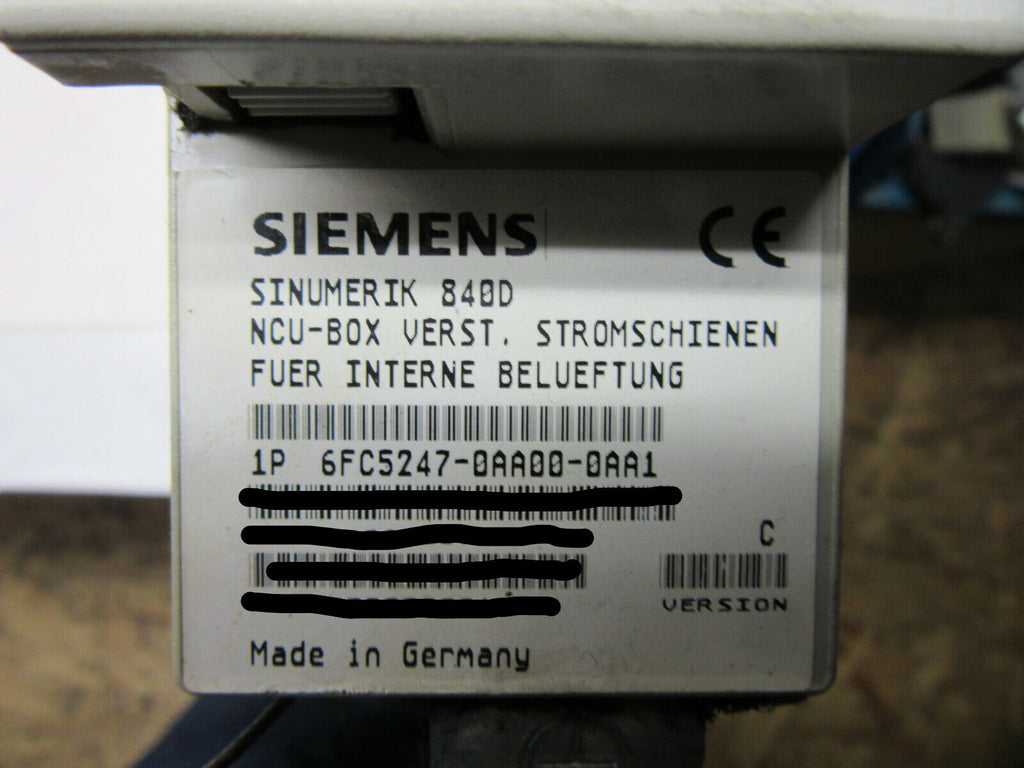 SIEMENS CE
SINUMERIK 840D
NCU-BOX VERST. STROMSCHIENEN
FUER INTERNE BELUEFTUNG
1P 6FC5247-0AA00-0AA1
C
VERSION
Made in Germany